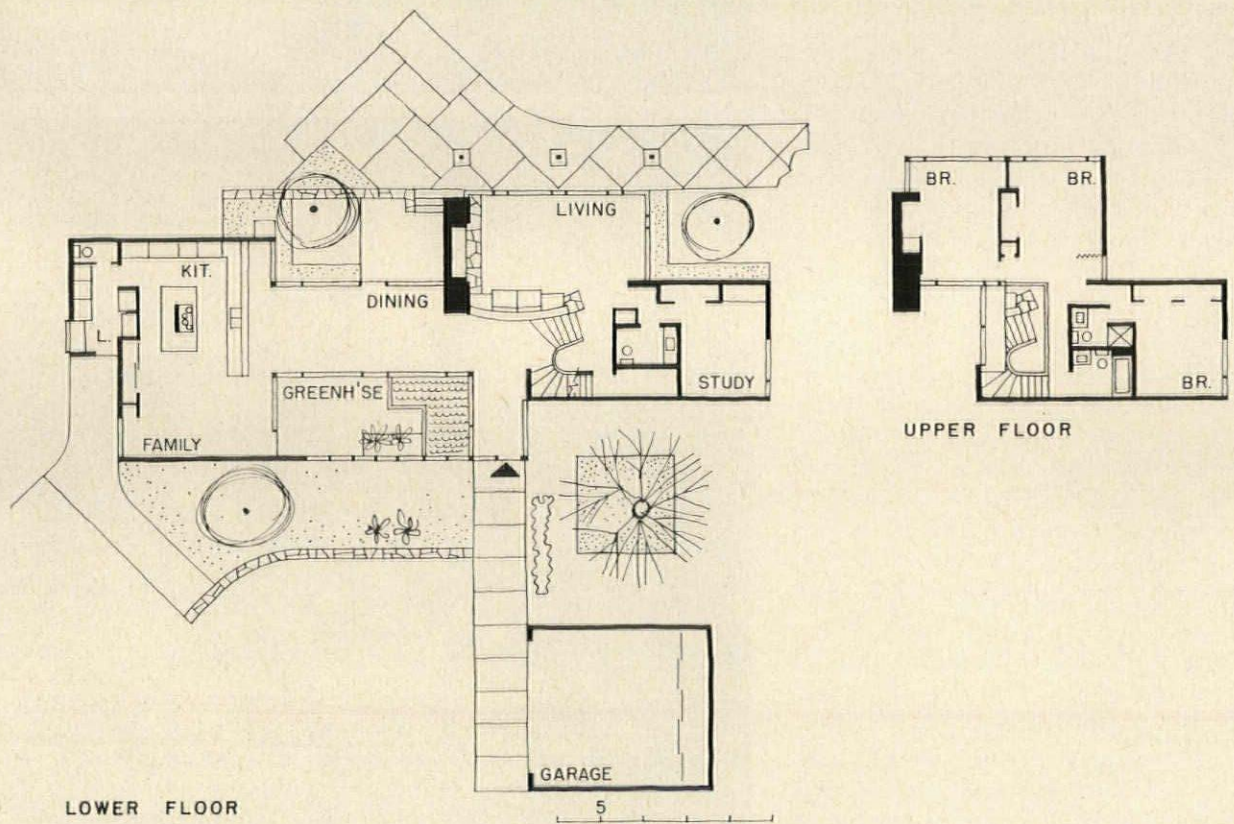 BR.
BR.
LIVING
KIT.
DINING
L.
GREENH'SE
STUDY
BR.
FAMILY
UPPER FLOOR
GARAGE
LOWER FLOOR
5